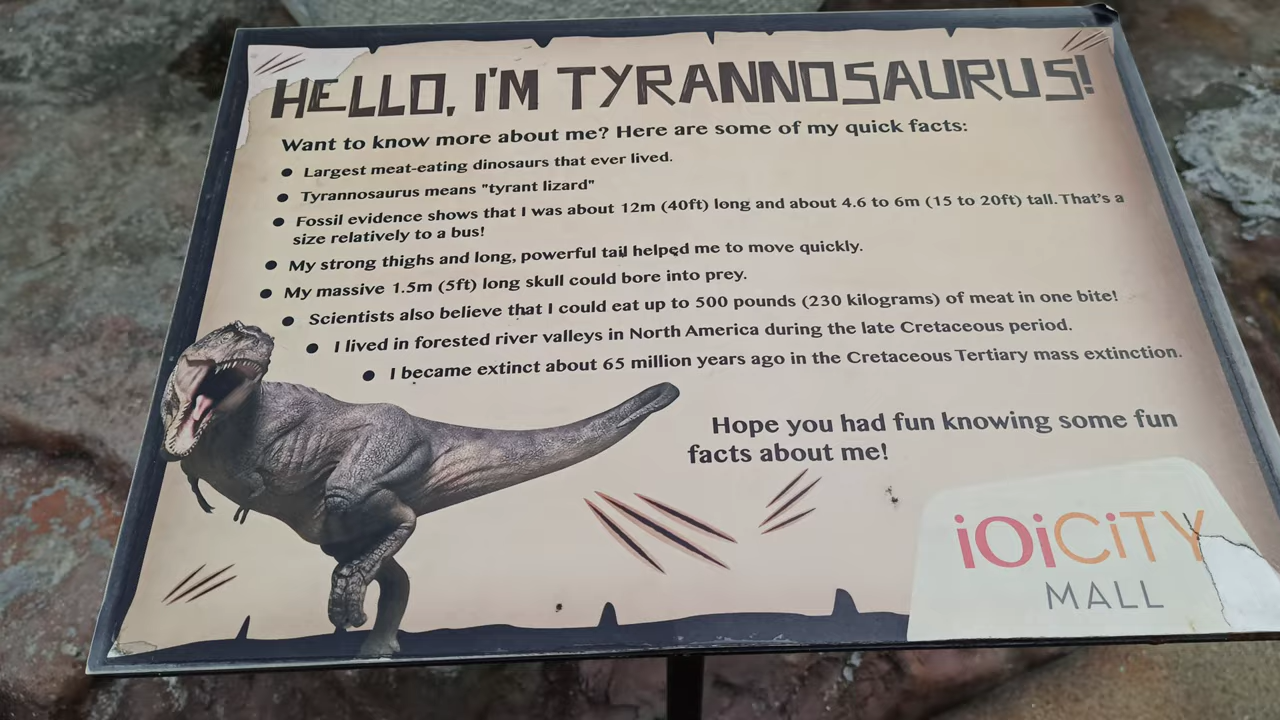 HELLO, I'M TYRANNOSAURUS!
Want to know more about me? Here are some of my quick facts:
● Largest meat-eating dinosaurs that ever lived.
● Tyrannosaurus means "tyrant lizard"
● Fossil evidence shows that I was about 12m (40ft) long and about 4.6 to 6m (15 to 20ft) tall. That's a
size relatively to a bus!
● My strong thighs and long, powerful tail helped me to move quickly.
● My massive 1.5m (5ft) long skull could bore into prey.
● Scientists also believe that I could eat up to 500 pounds (230 kilograms) of meat in one bite!
● I lived in forested river valleys in North America during the late Cretaceous period.
● I became extinct about 65 million years ago in the Cretaceous Tertiary mass extinction.
Hope you had fun knowing some fun
facts about me!
iOiCiTY
MALL